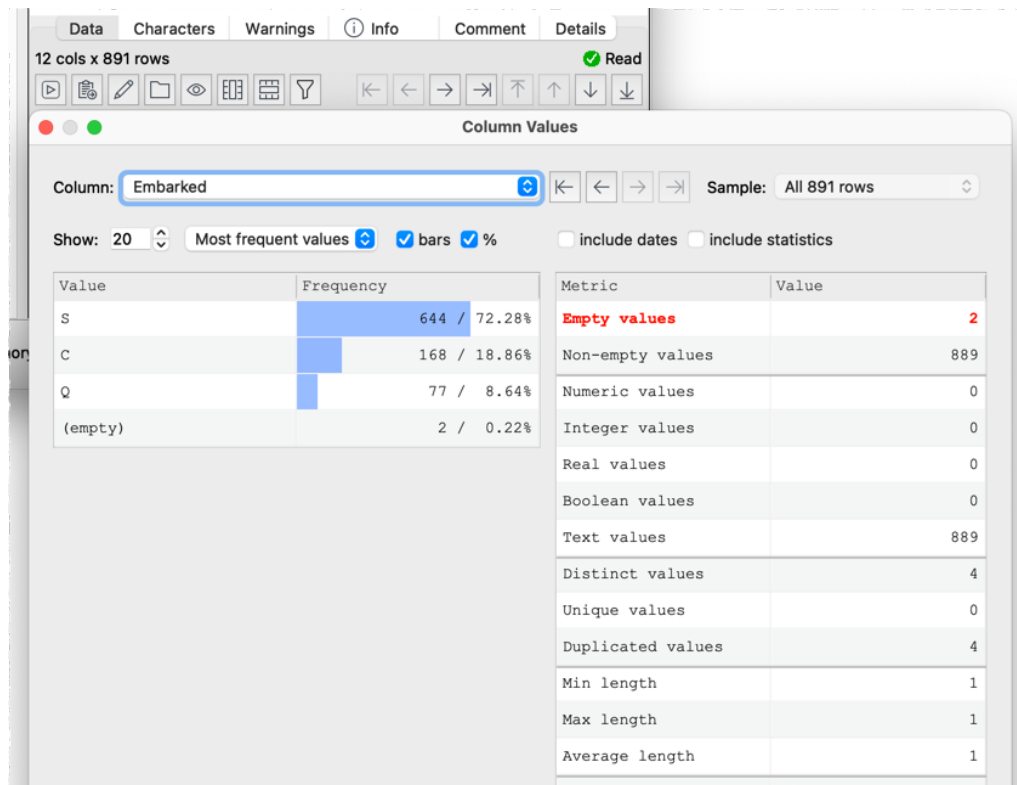 Data Characters Warnings Info Comment Details
12 cols x 891 rows Read
Column Values
Column: Embarked Sample: All 891 rows
Show: 20 Most frequent values bars % include dates include statistics
Value Frequency
S 644 / 72.28%
C 168 / 18.86%
Q 77 / 8.64%
(empty) 2 / 0.22%
Metric Value
Empty values 2
Non-empty values 889
Numeric values 0
Integer values 0
Real values 0
Boolean values 0
Text values 889
Distinct values 4
Unique values 0
Duplicated values 4
Min length 1
Max length 1
Average length 1